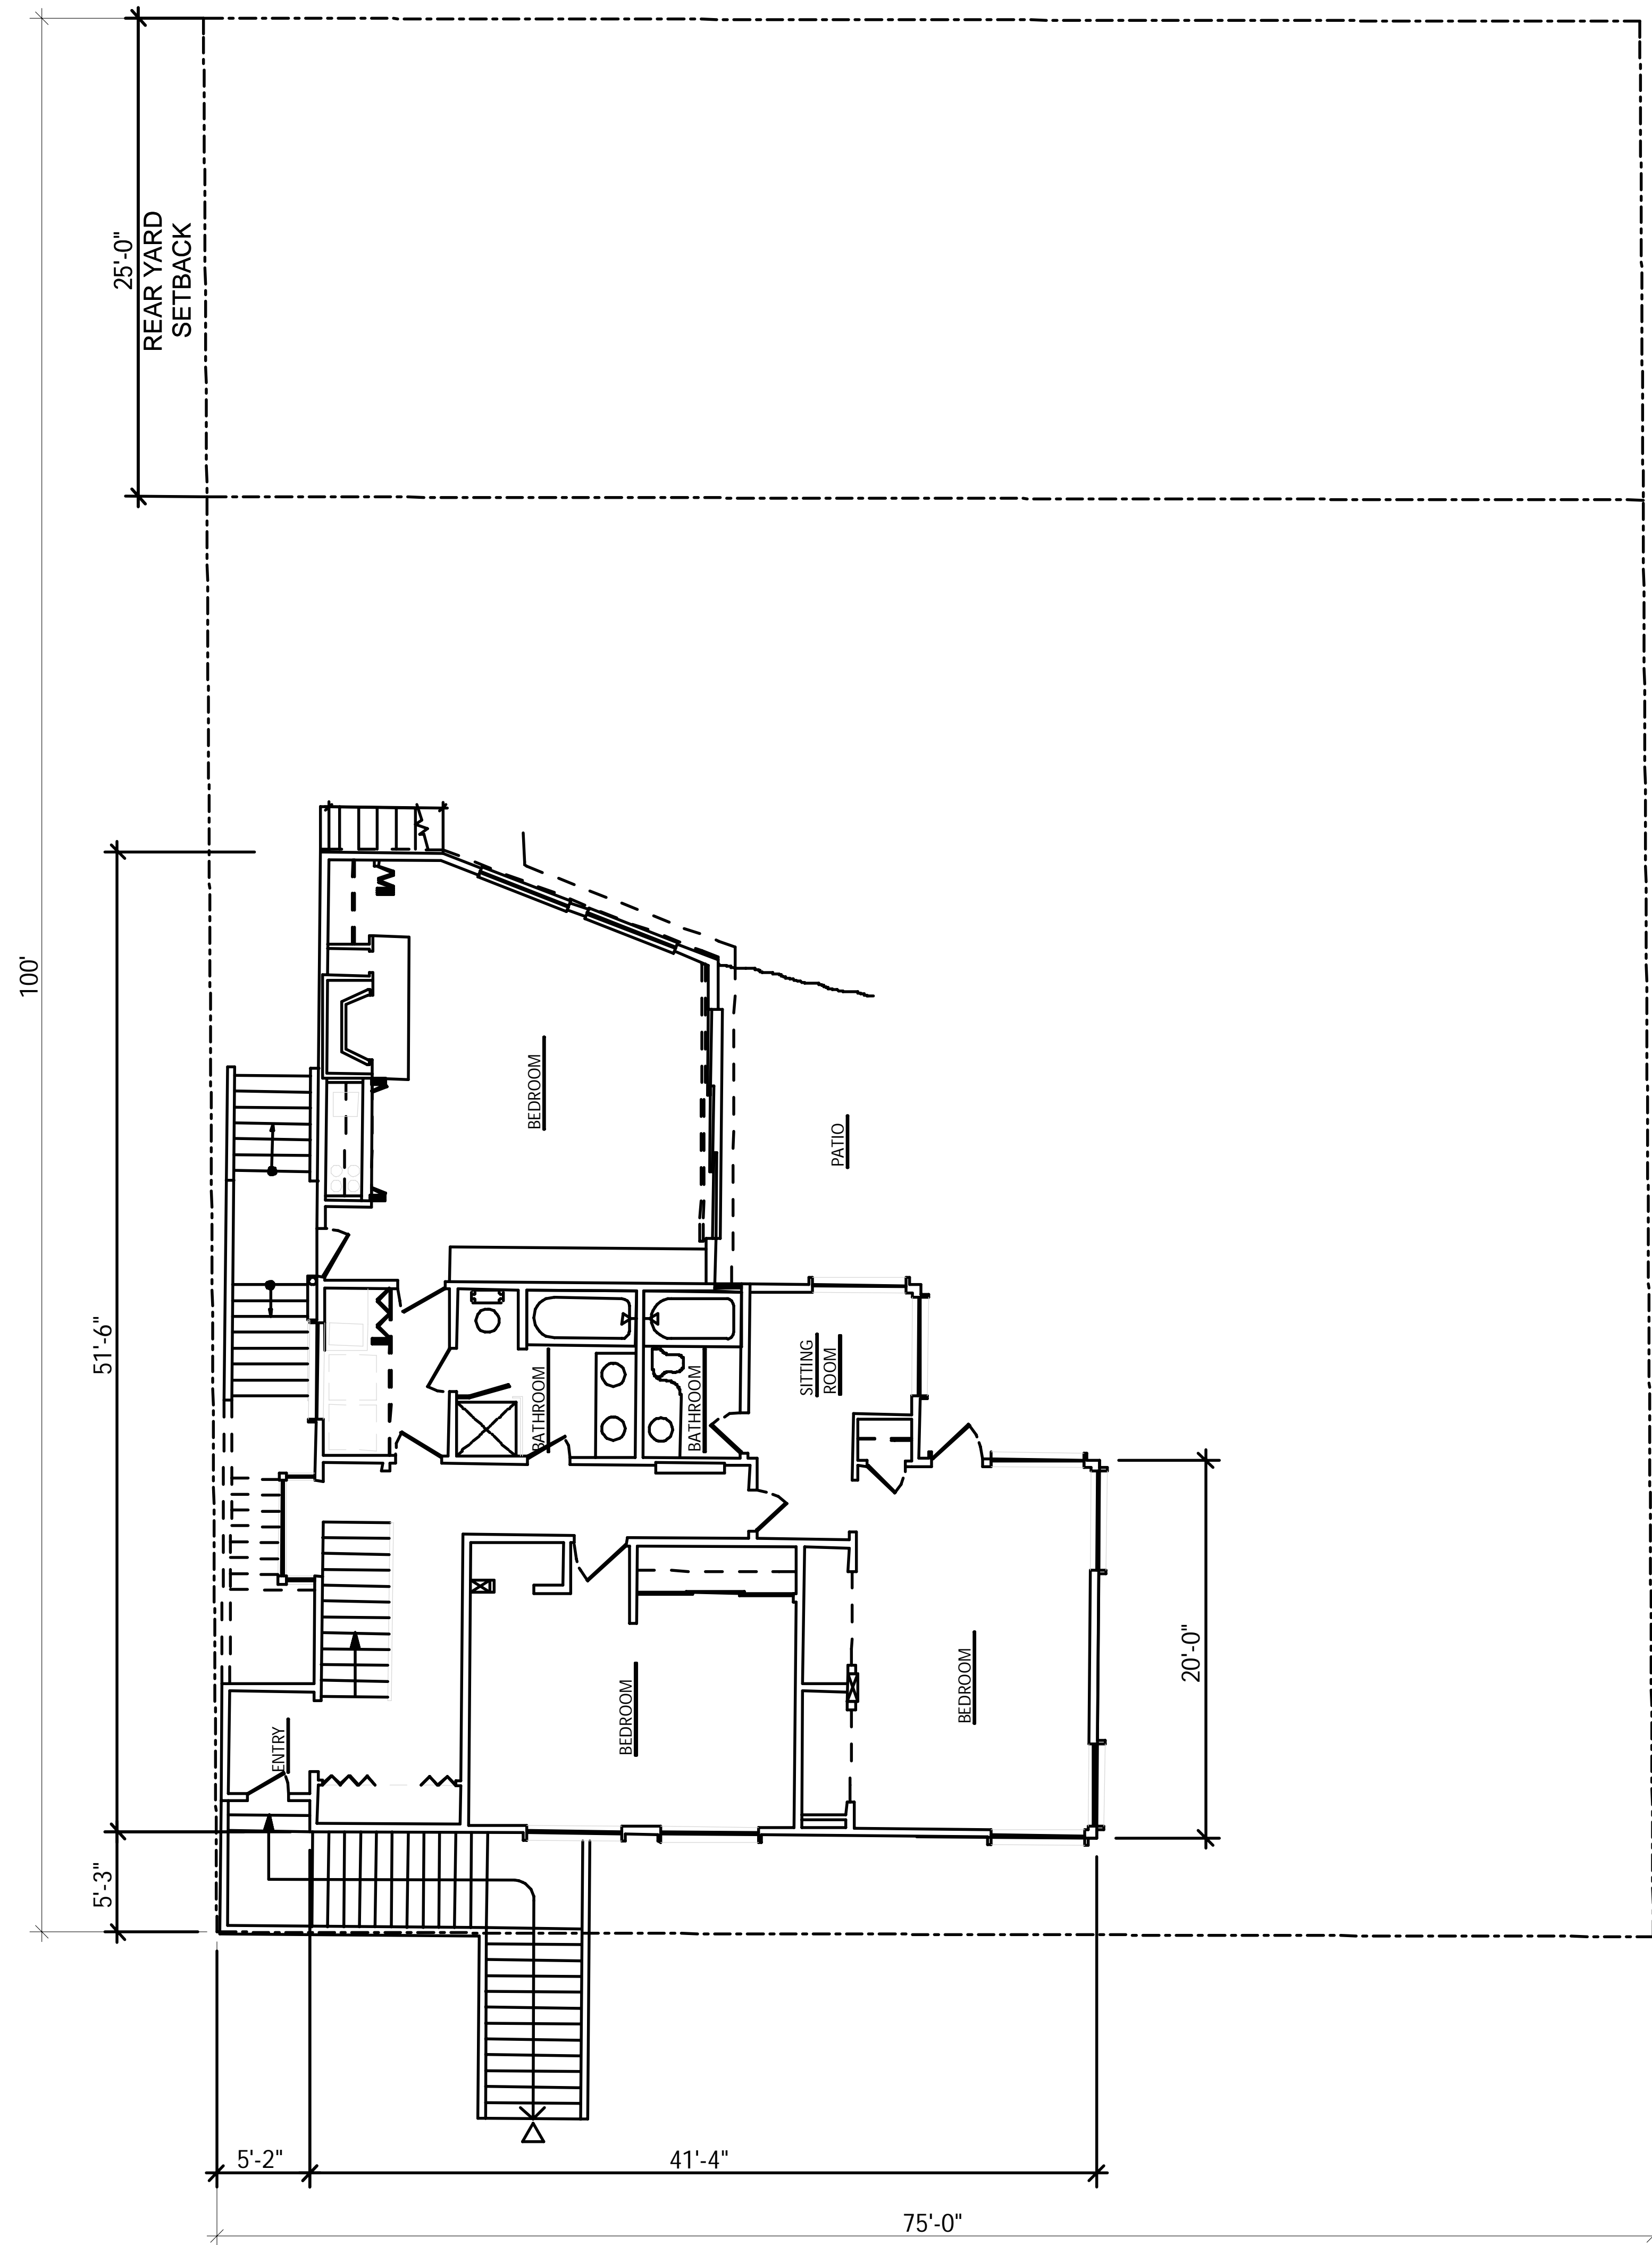 25'-0"
REAR YARD
SETBACK
100'
51'-6"
BEDROOM
PATIO
BATHROOM
BATHROOM
SITTING
ROOM
BEDROOM
BEDROOM
20'-0"
ENTRY
5'-3"
5'-2"
41'-4"
75'-0"